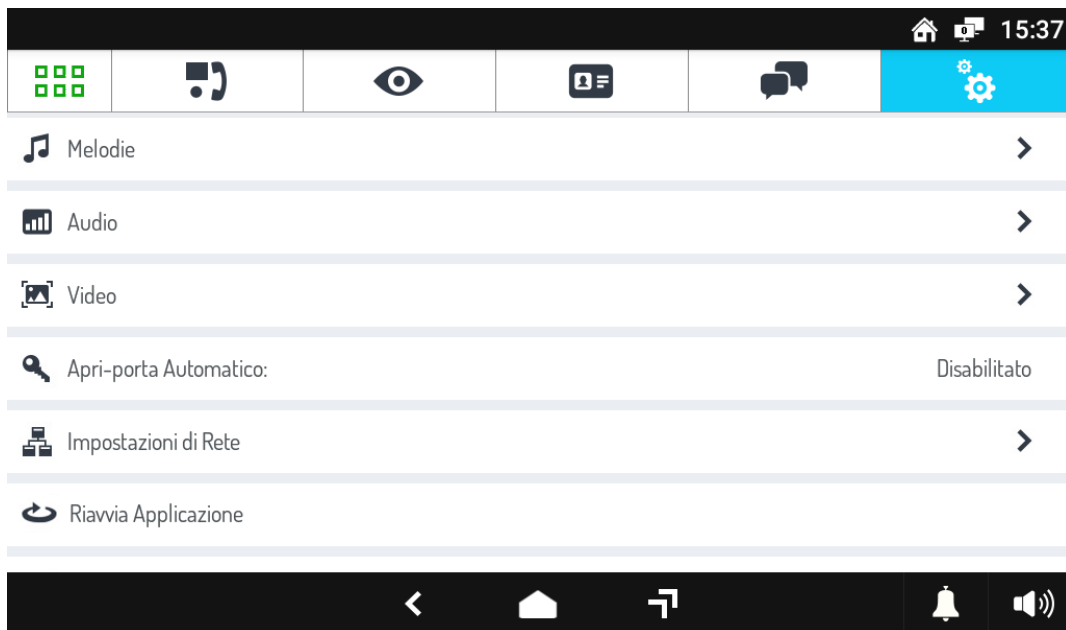 15:37
Melodie
Audio
Video
Apri-porta Automatico: Disabilitato
Impostazioni di Rete
Riavvia Applicazione